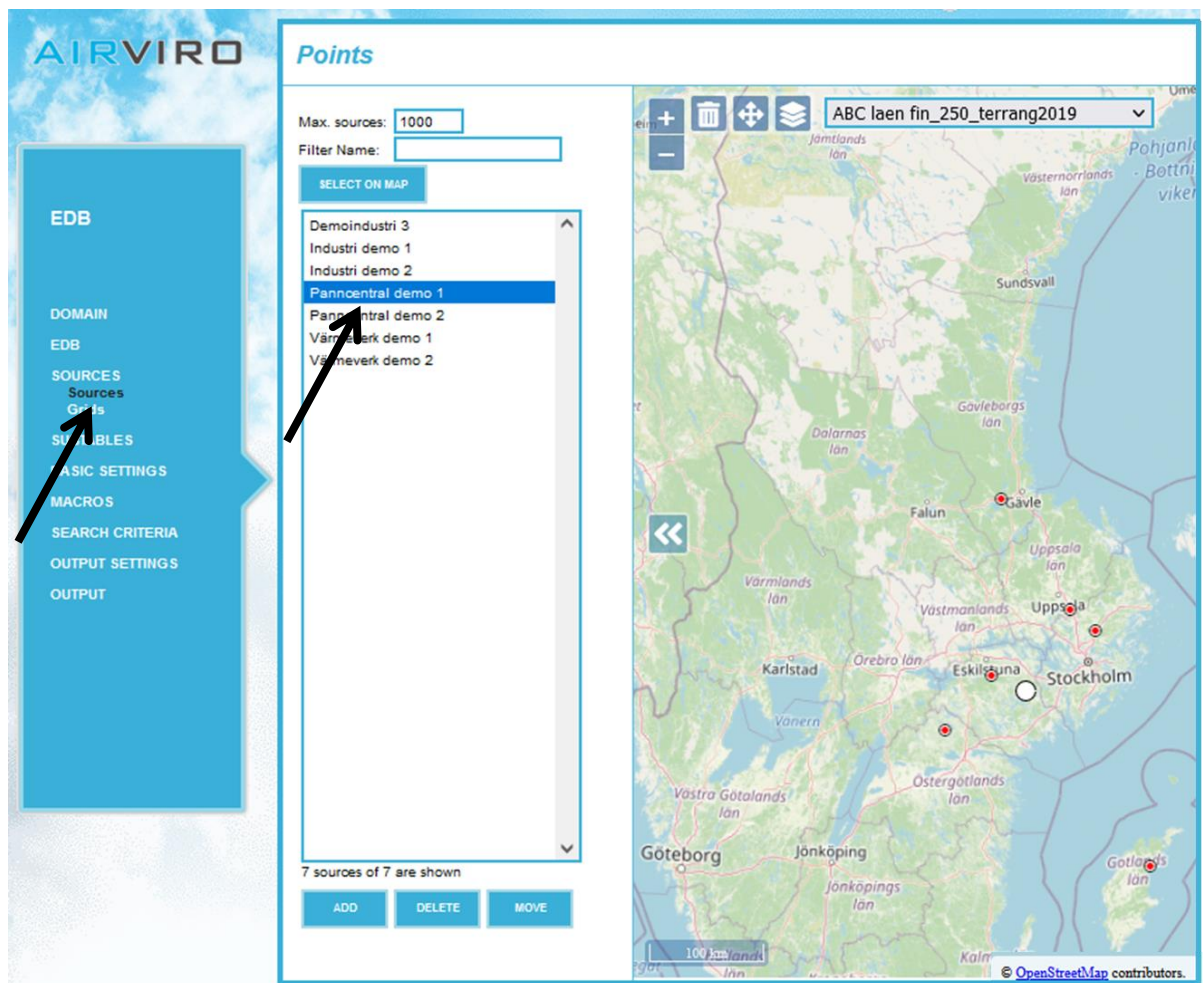 AIRVIRO
EDB
DOMAIN
EDB
SOURCES
Sources
Grids
BASIC SETTINGS
MACROS
SEARCH CRITERIA
OUTPUT SETTINGS
OUTPUT
Points
Max. sources: 1000
Filter Name:
SELECT ON MAP
Demoindustri 3
Industri demo 1
Industri demo 2
Panncentral demo 1
Panncentral demo 2
Värmeverk demo 1
Värmeverk demo 2
7 sources of 7 are shown
ADD DELETE MOVE
+
−
ABC laen fin_250_terrang2019
Jämtlands
län
Västernorrlands
län
Pohjanl
- Bottni
viken
Sundsvall
Gävleborgs
län
Dalarnas
län
Gävle
Falun
Uppsala
län
Värmlands
län
Västmanlands
län
Uppsala
Örebro län
Karlstad
Eskilstuna
Stockholm
Vänern
Östergötlands
län
Västra Götalands
län
Göteborg
Jönköping
Jönköpings
län
Gotlands
län
100 km
län
Kalm
© OpenStreetMap contributors.